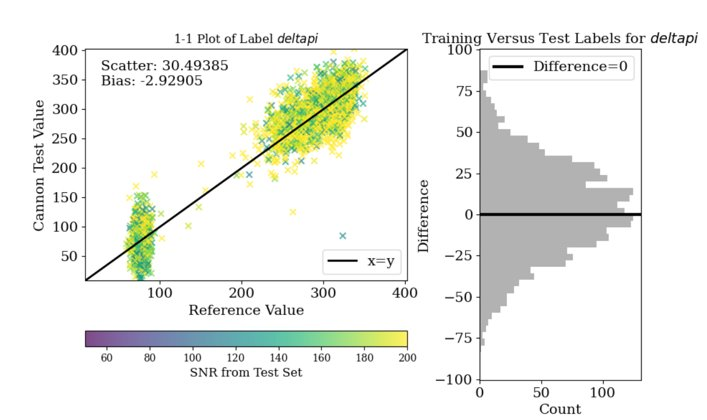 1-1 Plot of Label deltapi
Scatter: 30.49385
Bias: -2.92905
400
350
300
250
200
150
100
50
Cannon Test Value
x=y
100
200
300
400
Reference Value
60
80
100
120
140
160
180
200
SNR from Test Set
Training Versus Test Labels for deltapi
Difference=0
100
75
50
25
0
−25
−50
−75
−100
Difference
0
50
100
Count